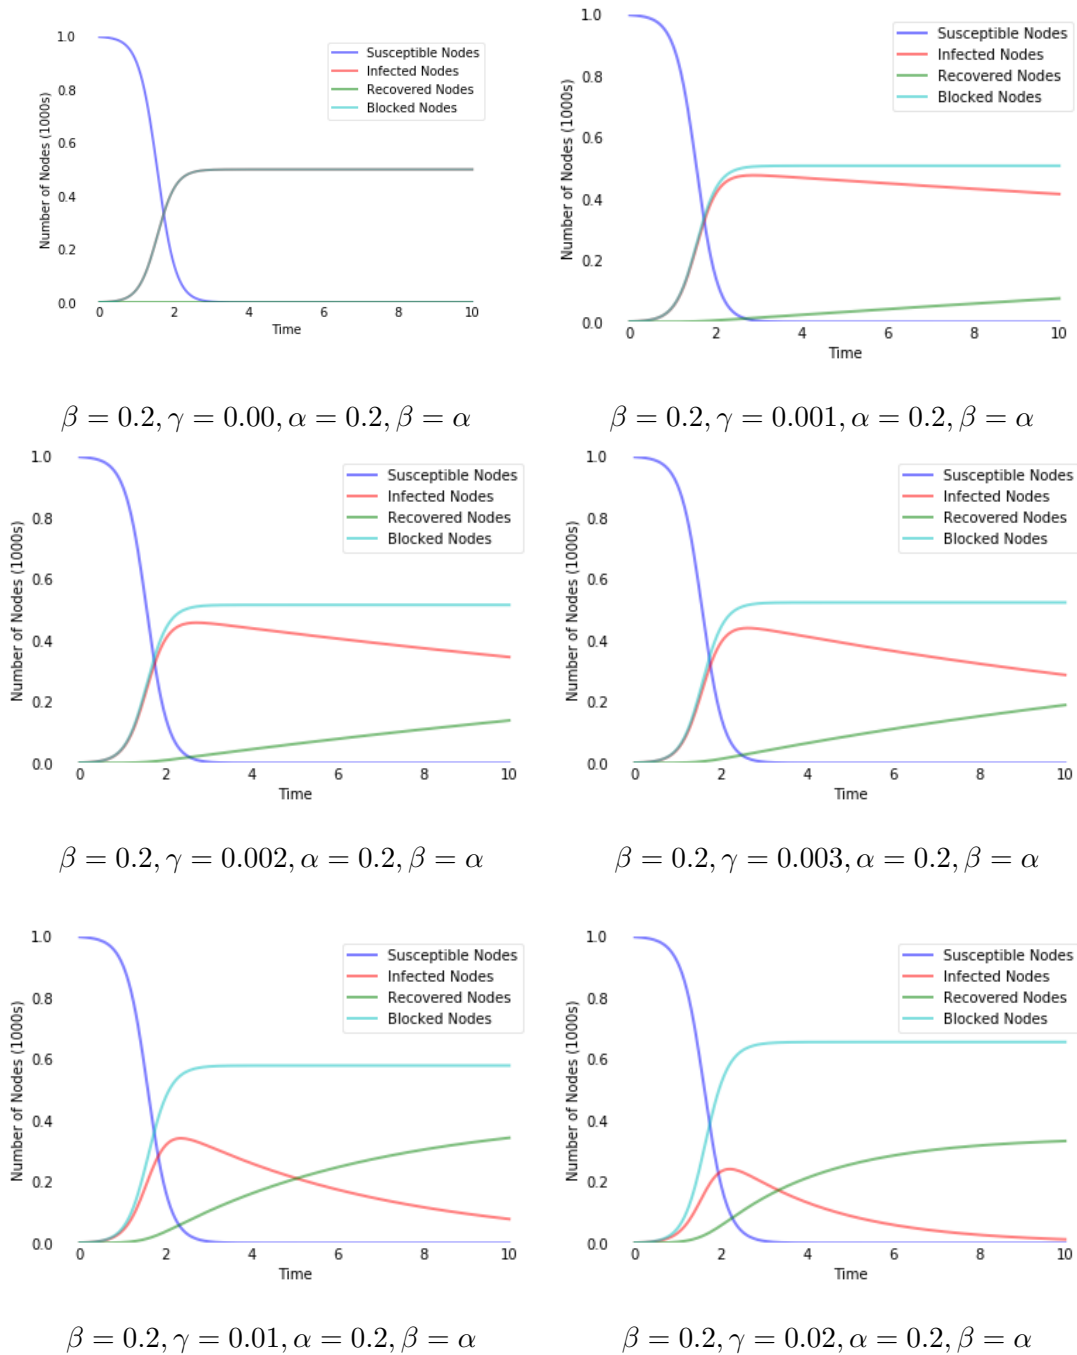 1.0
0.8
0.6
0.4
0.2
0.0
Number of Nodes (1000s)
Susceptible Nodes
Infected Nodes
Recovered Nodes
Blocked Nodes
0 2 4 6 8 10
Time
β = 0.2, γ = 0.00, α = 0.2, β = α
1.0
0.8
0.6
0.4
0.2
0.0
Number of Nodes (1000s)
Susceptible Nodes
Infected Nodes
Recovered Nodes
Blocked Nodes
0 2 4 6 8 10
Time
β = 0.2, γ = 0.001, α = 0.2, β = α
1.0
0.8
0.6
0.4
0.2
0.0
Number of Nodes (1000s)
Susceptible Nodes
Infected Nodes
Recovered Nodes
Blocked Nodes
0 2 4 6 8 10
Time
β = 0.2, γ = 0.002, α = 0.2, β = α
1.0
0.8
0.6
0.4
0.2
0.0
Number of Nodes (1000s)
Susceptible Nodes
Infected Nodes
Recovered Nodes
Blocked Nodes
0 2 4 6 8 10
Time
β = 0.2, γ = 0.003, α = 0.2, β = α
1.0
0.8
0.6
0.4
0.2
0.0
Number of Nodes (1000s)
Susceptible Nodes
Infected Nodes
Recovered Nodes
Blocked Nodes
0 2 4 6 8 10
Time
β = 0.2, γ = 0.01, α = 0.2, β = α
1.0
0.8
0.6
0.4
0.2
0.0
Number of Nodes (1000s)
Susceptible Nodes
Infected Nodes
Recovered Nodes
Blocked Nodes
0 2 4 6 8 10
Time
β = 0.2, γ = 0.02, α = 0.2, β = α